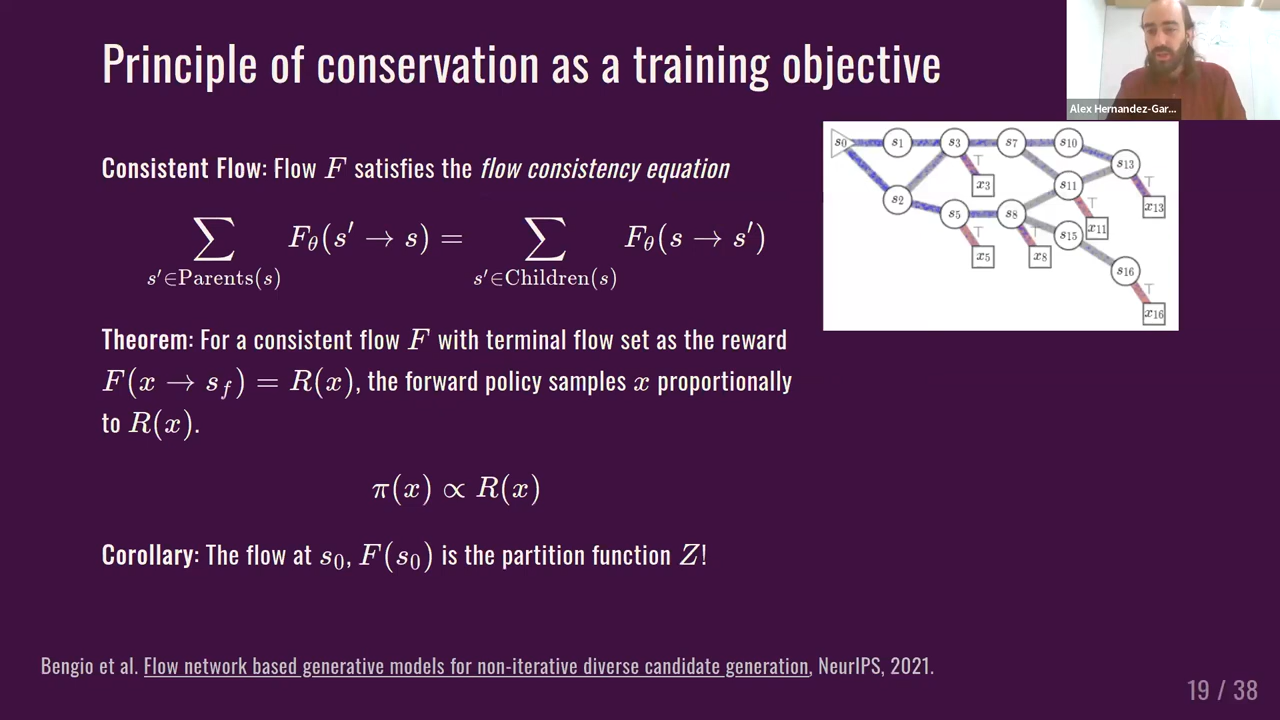 Principle of conservation as a training objective
Alex Hernandez-Gar...
Consistent Flow: Flow F satisfies the flow consistency equation
∑_{s′∈Parents(s)} F_θ(s′ → s) = ∑_{s′∈Children(s)} F_θ(s → s′)
Theorem: For a consistent flow F with terminal flow set as the reward
F(x → s_f) = R(x), the forward policy samples x proportionally
to R(x).
π(x) ∝ R(x)
Corollary: The flow at s₀, F(s₀) is the partition function Z!
s₀ s₁ s₃ s₇ s₁₀
s₁₃
⊤ ⊤
s₂ x₃ s₁₁ x₁₃
⊤
s₅ s₈ x₁₁
⊤ ⊤ s₁₅
x₅ x₈ s₁₆
⊤
x₁₆
Bengio et al. Flow network based generative models for non-iterative diverse candidate generation, NeurIPS, 2021.
19 / 38